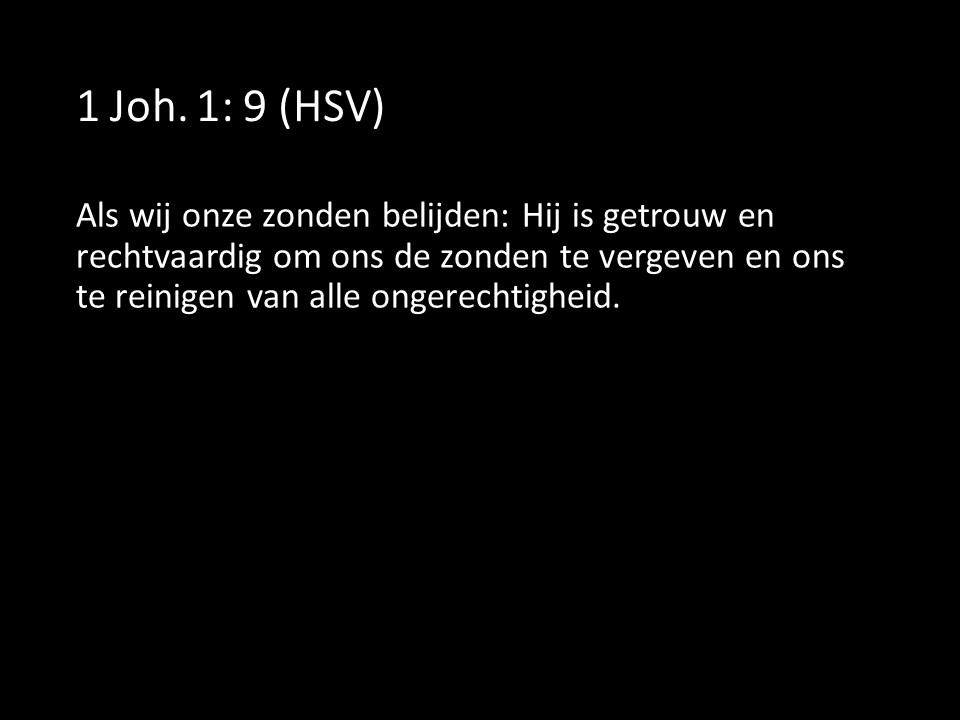 1 Joh. 1: 9 (HSV)
Als wij onze zonden belijden: Hij is getrouw en
rechtvaardig om ons de zonden te vergeven en ons
te reinigen van alle ongerechtigheid.